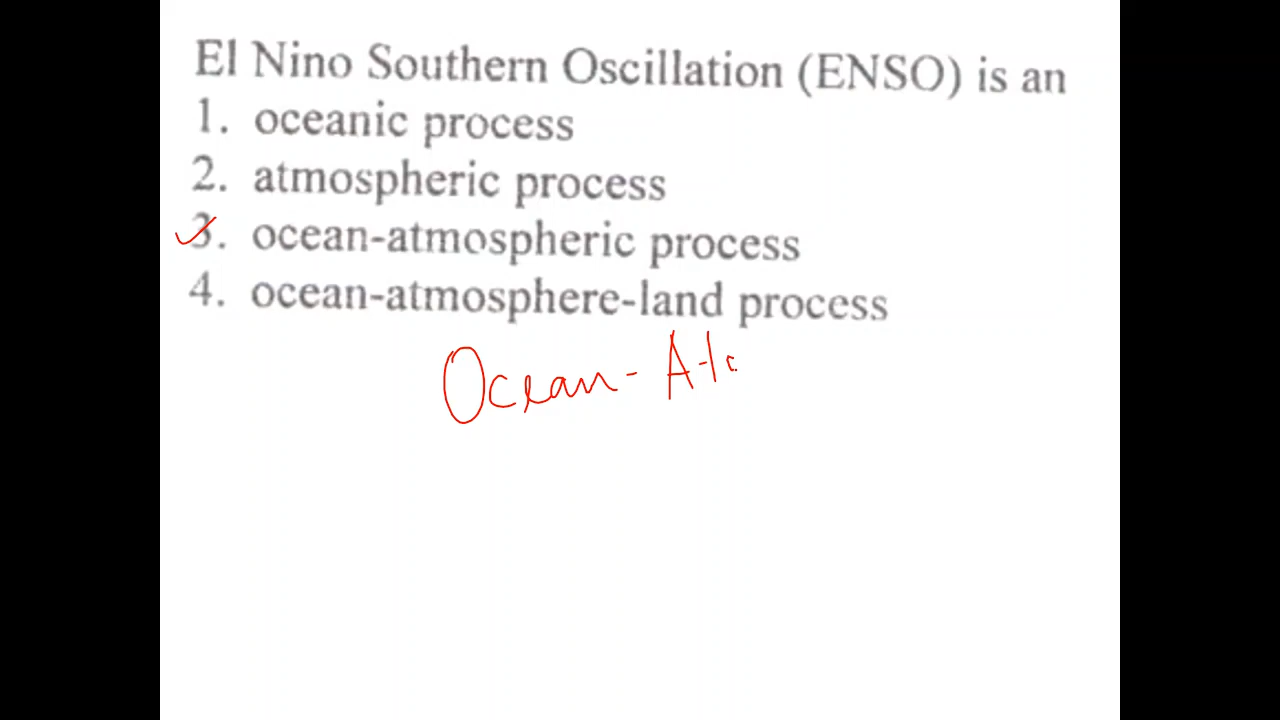 El Nino Southern Oscillation (ENSO) is an
1. oceanic process
2. atmospheric process
3. ocean-atmospheric process
4. ocean-atmosphere-land process
Ocean-